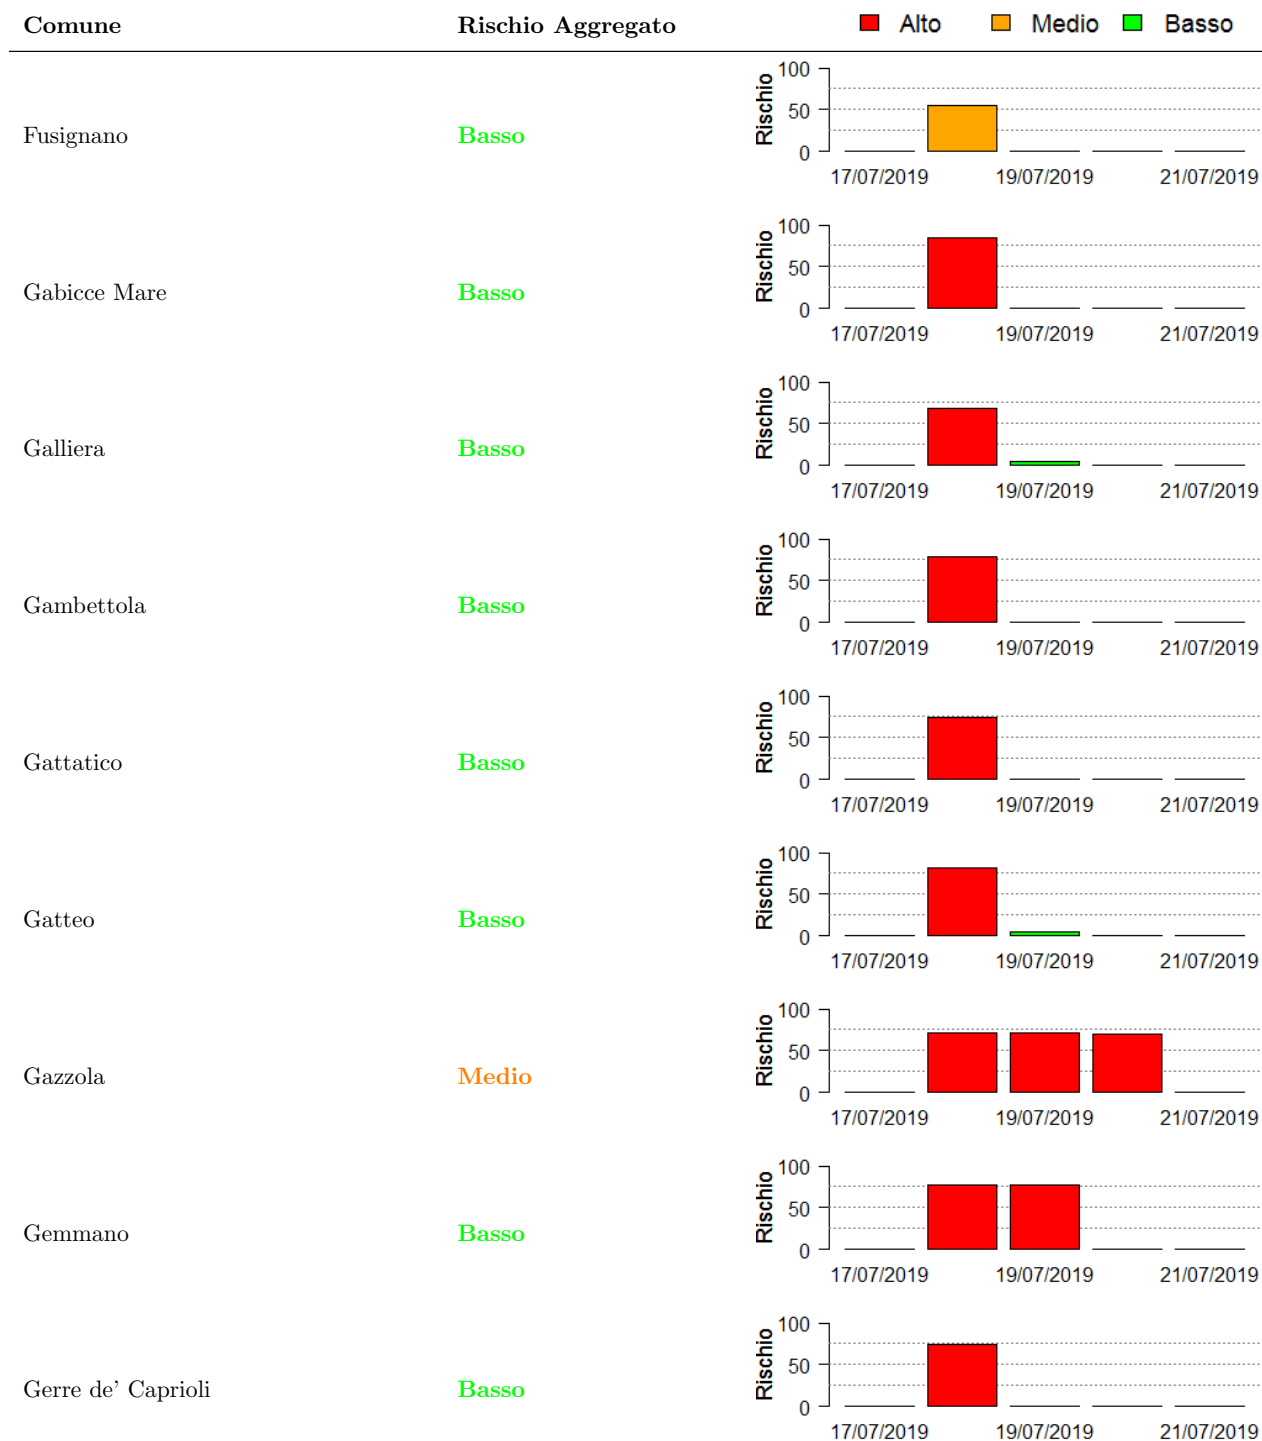 Comune Rischio Aggregato Alto Medio Basso
100
50
0
Rischio
Fusignano Basso
17/07/2019 19/07/2019 21/07/2019
100
50
0
Rischio
Gabicce Mare Basso
17/07/2019 19/07/2019 21/07/2019
100
50
0
Rischio
Galliera Basso
17/07/2019 19/07/2019 21/07/2019
100
50
0
Rischio
Gambettola Basso
17/07/2019 19/07/2019 21/07/2019
100
50
0
Rischio
Gattatico Basso
17/07/2019 19/07/2019 21/07/2019
100
50
0
Rischio
Gatteo Basso
17/07/2019 19/07/2019 21/07/2019
100
50
0
Rischio
Gazzola Medio
17/07/2019 19/07/2019 21/07/2019
100
50
0
Rischio
Gemmano Basso
17/07/2019 19/07/2019 21/07/2019
100
50
0
Rischio
Gerre de' Caprioli Basso
17/07/2019 19/07/2019 21/07/2019